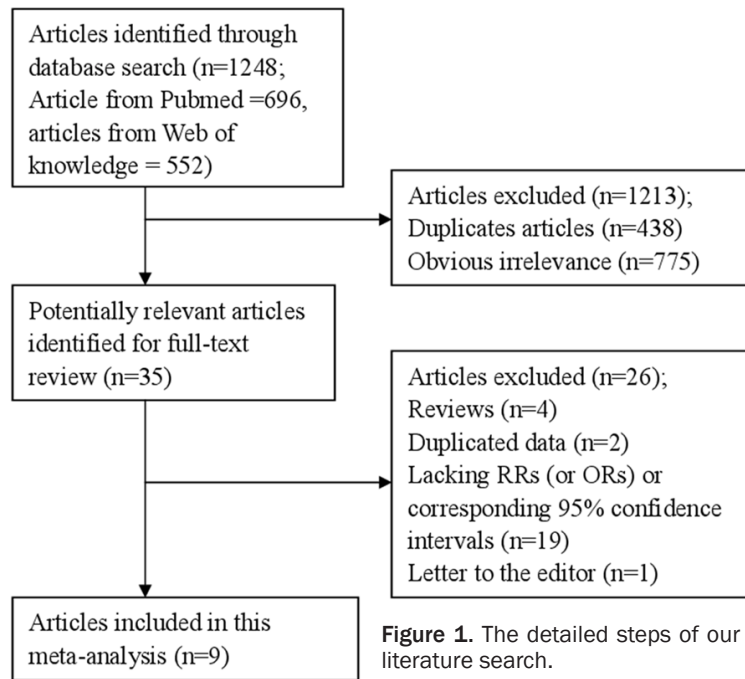 Articles identified through
database search (n=1248;
Article from Pubmed =696,
articles from Web of
knowledge = 552)
Articles excluded (n=1213);
Duplicates articles (n=438)
Obvious irrelevance (n=775)
Potentially relevant articles
identified for full-text
review (n=35)
Articles excluded (n=26);
Reviews (n=4)
Duplicated data (n=2)
Lacking RRs (or ORs) or
corresponding 95% confidence
intervals (n=19)
Letter to the editor (n=1)
Articles included in this
meta-analysis (n=9)
Figure 1. The detailed steps of our
literature search.